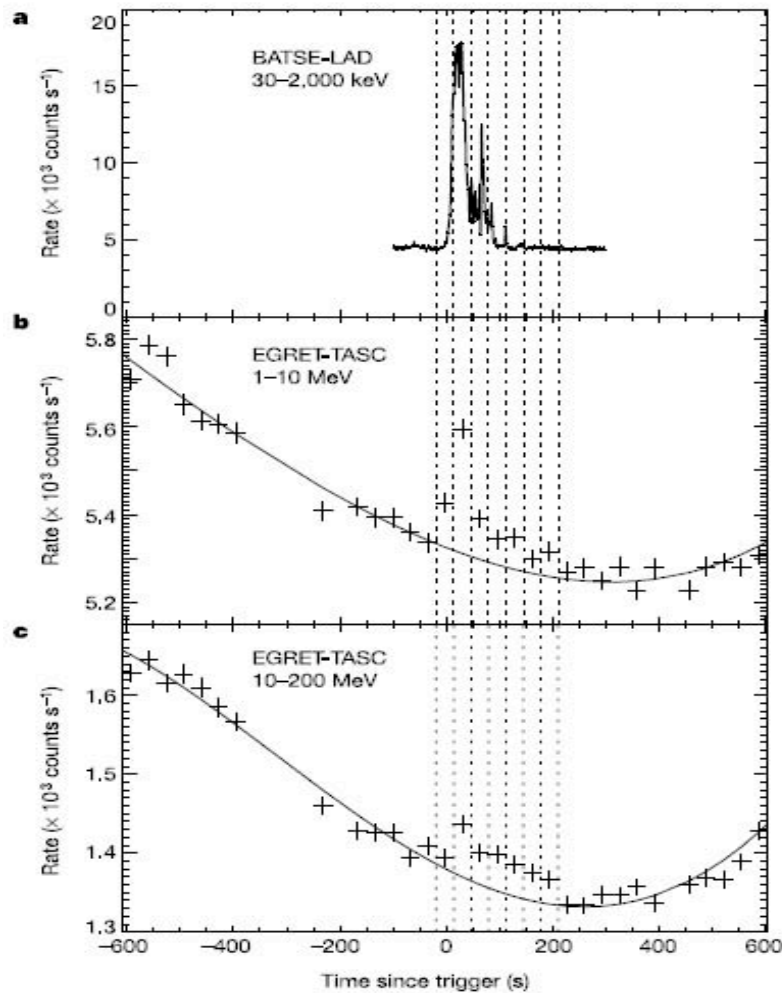 a
20
15
10
5
0
Rate (× 10³ counts s⁻¹)
BATSE-LAD
30–2,000 keV
b
5.8
5.6
5.4
5.2
Rate (× 10³ counts s⁻¹)
EGRET-TASC
1–10 MeV
c
1.6
1.5
1.4
1.3
Rate (× 10³ counts s⁻¹)
EGRET-TASC
10–200 MeV
–600 –400 –200 0 200 400 600
Time since trigger (s)